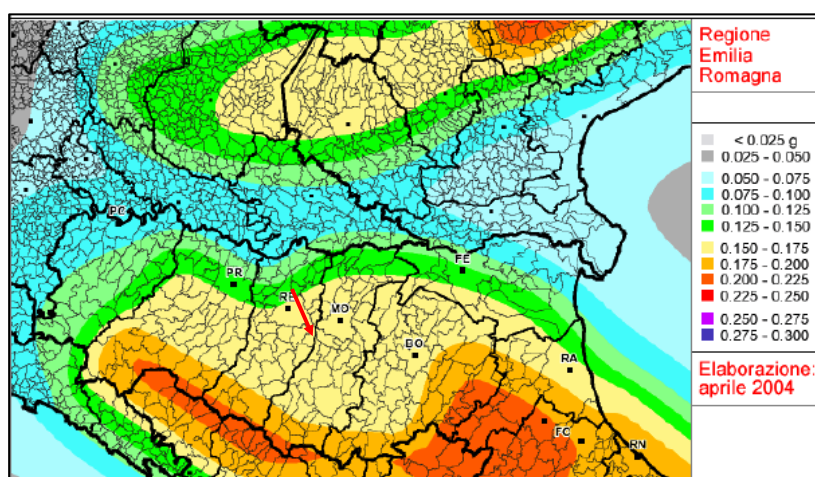 Regione
Emilia
Romagna
< 0.025 g
0.025 - 0.050
0.050 - 0.075
0.075 - 0.100
0.100 - 0.125
0.125 - 0.150
0.150 - 0.175
0.175 - 0.200
0.200 - 0.225
0.225 - 0.250
0.250 - 0.275
0.275 - 0.300
Elaborazione:
aprile 2004
PC
PR
RE
MO
FE
BO
RA
FC
RN